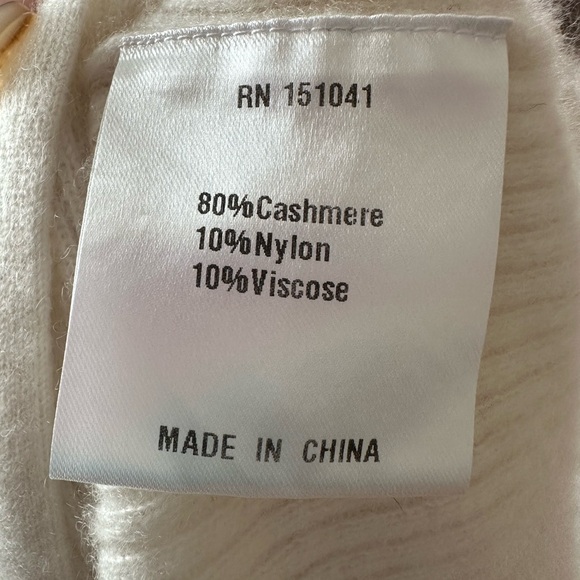 RN 151041
80%Cashmere
10%Nylon
10%Viscose
MADE IN CHINA